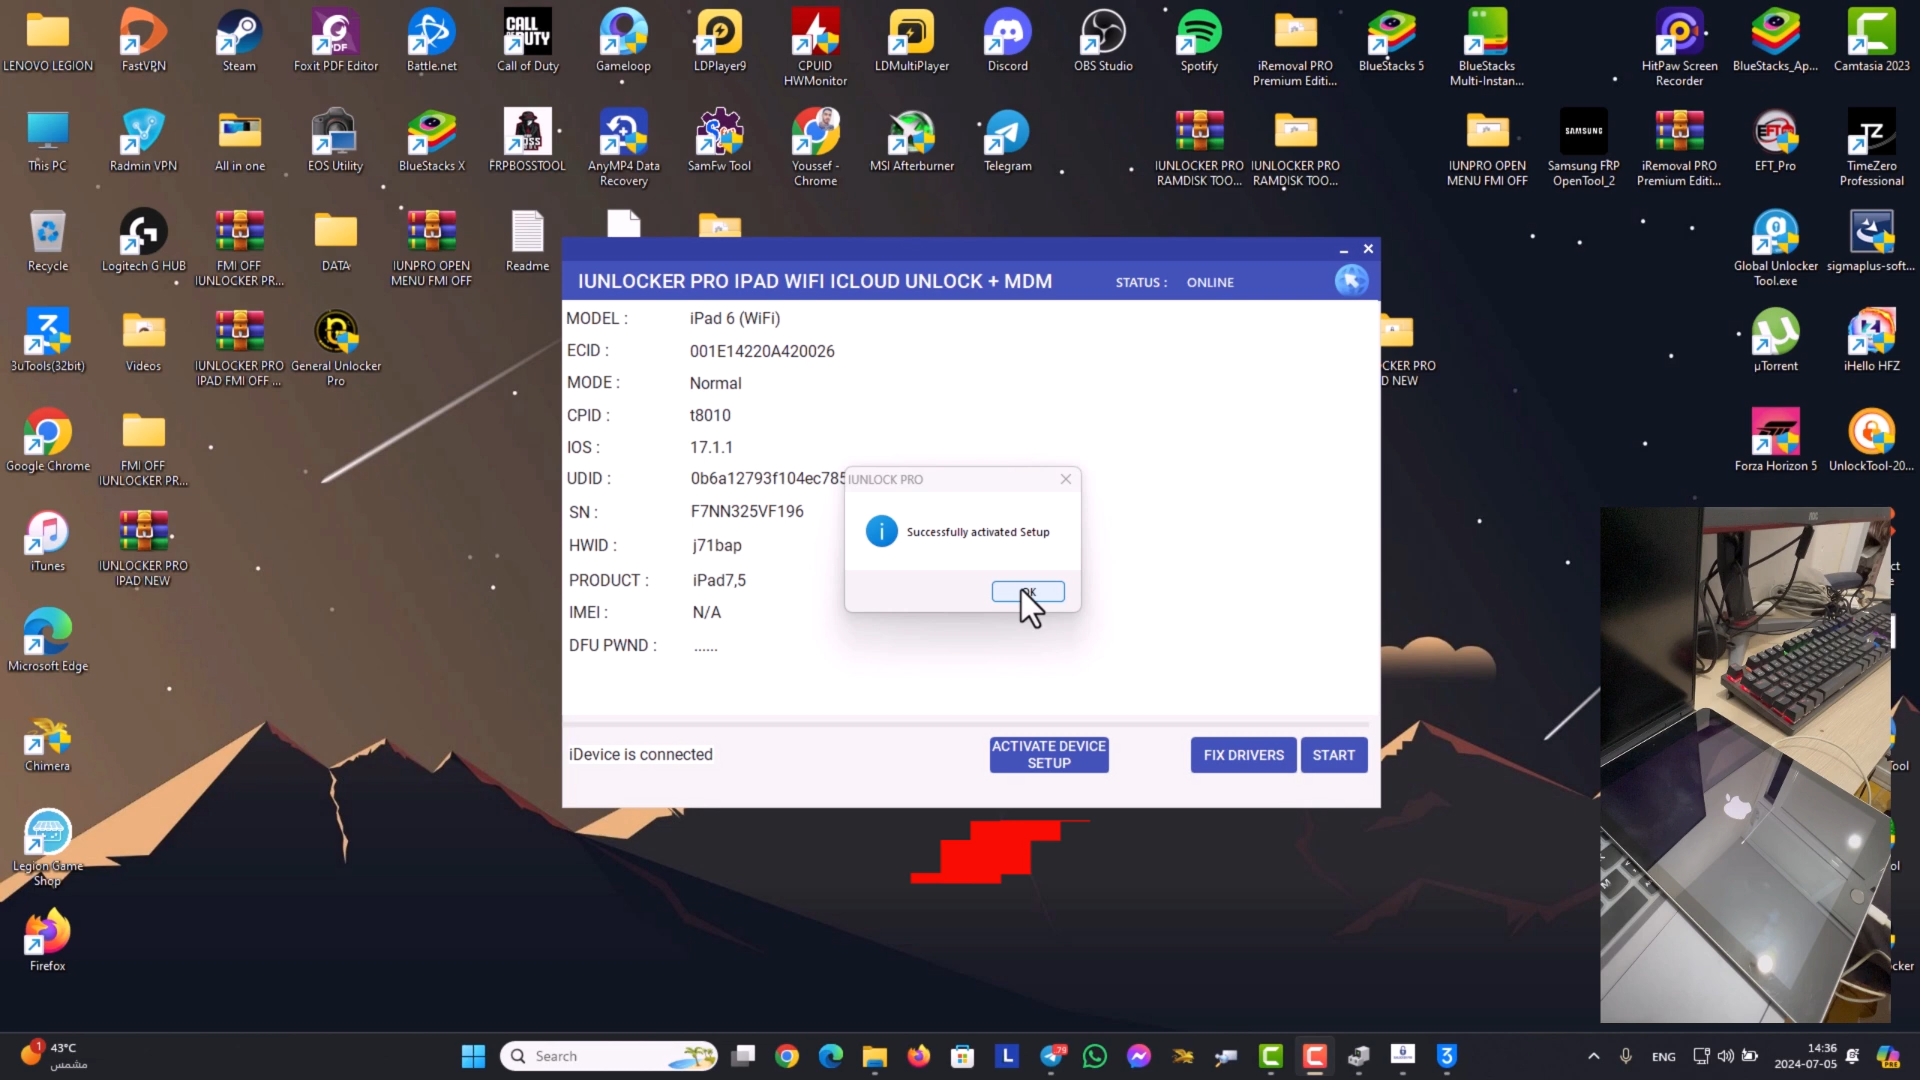 LENOVO LEGION
FastVPN
Steam
Foxit PDF Editor
Battle.net
Call of Duty
Gameloop
LDPlayer9
CPUID
HWMonitor
LDMultiPlayer
Discord
OBS Studio
Spotify
iRemoval PRO
Premium Editi...
BlueStacks 5
BlueStacks
Multi-Instan...
HitPaw Screen
Recorder
BlueStacks_Ap...
Camtasia 2023
This PC
Radmin VPN
All in one
EOS Utility
BlueStacks X
FRPBOSSTOOL
AnyMP4 Data
Recovery
SamFw Tool
Youssef -
Chrome
MSI Afterburner
Telegram
IUNLOCKER PRO
RAMDISK TOO...
IUNLOCKER PRO
RAMDISK TOO...
IUNPRO OPEN
MENU FMI OFF
SAMSUNG
Samsung FRP
OpenTool_2
iRemoval PRO
Premium Editi...
EFT_Pro
TimeZero
Professional
Recycle
Logitech G HUB
FMI OFF
IUNLOCKER PR...
DATA
IUNPRO OPEN
MENU FMI OFF
Readme
Global Unlocker
Tool.exe
sigmaplus-soft...
3uTools(32bit)
Videos
IUNLOCKER PRO
IPAD FMI OFF ...
General Unlocker
Pro
CKER PRO
D NEW
µTorrent
iHello HFZ
Google Chrome
FMI OFF
IUNLOCKER PR...
Forza Horizon 5
UnlockTool-20...
iTunes
IUNLOCKER PRO
IPAD NEW
Microsoft Edge
Chimera
Legion Game
Shop
Firefox
IUNLOCKER PRO IPAD WIFI ICLOUD UNLOCK + MDM
STATUS : ONLINE
MODEL : iPad 6 (WiFi)
ECID : 001E14220A420026
MODE : Normal
CPID : t8010
IOS : 17.1.1
UDID : 0b6a12793f104ec785
SN : F7NN325VF196
HWID : j71bap
PRODUCT : iPad7,5
IMEI : N/A
DFU PWND : ......
IUNLOCK PRO
Successfully activated Setup
OK
iDevice is connected
ACTIVATE DEVICE
SETUP
FIX DRIVERS
START
43°C
مشمس
Search
ENG
14:36
2024-07-05